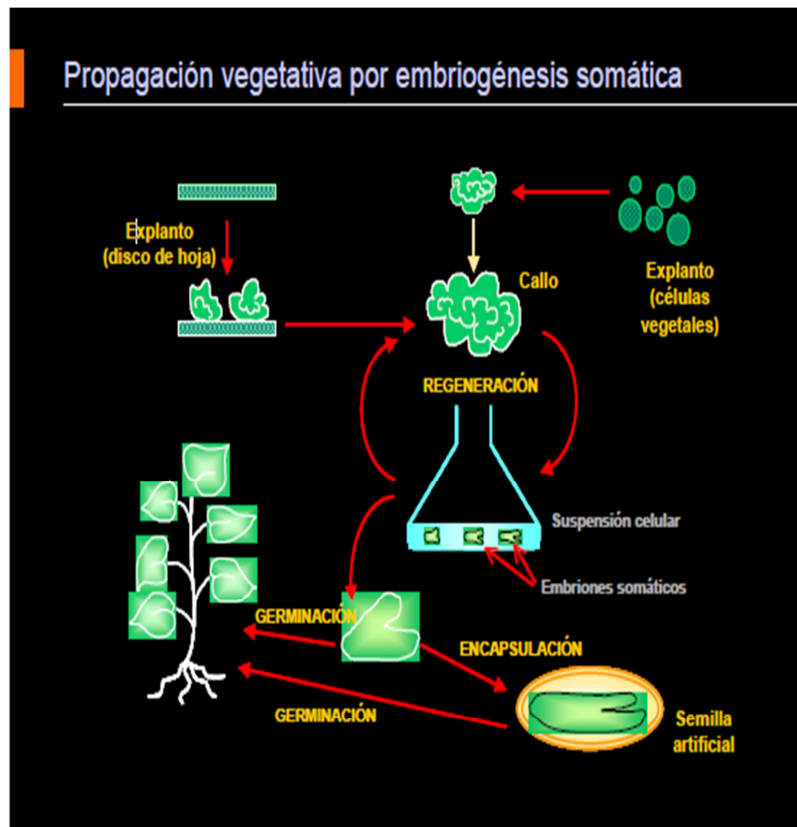 Propagación vegetativa por embriogénesis somática
Explanto
(disco de hoja)
Callo
Explanto
(células
vegetales)
REGENERACIÓN
Suspensión celular
Embriones somáticos
GERMINACIÓN
ENCAPSULACIÓN
GERMINACIÓN
Semilla
artificial